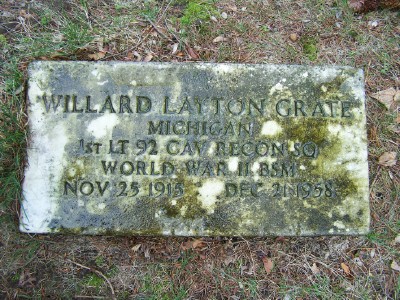 WILLARD LAYTON GRATE
MICHIGAN
1ST LT 92 CAV RECON SQ
WORLD WAR II BSM
NOV 25 1915 DEC 21 1958